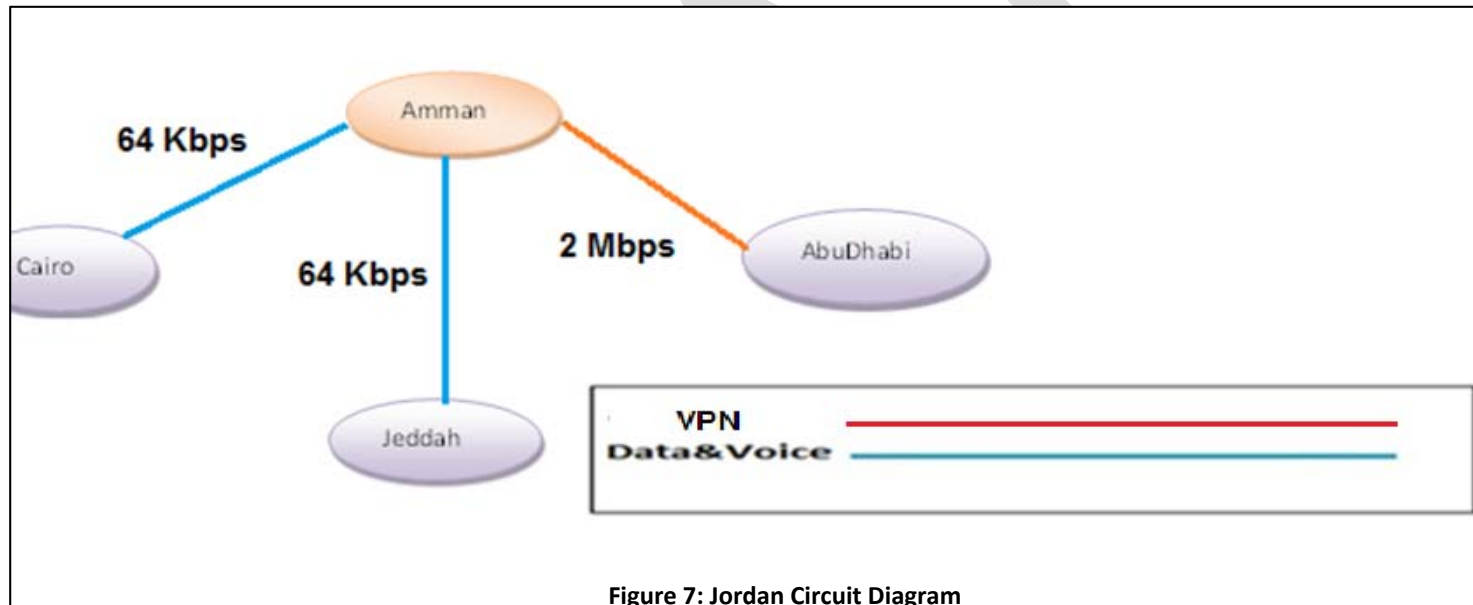 Amman
64 Kbps
Cairo
64 Kbps
2 Mbps
AbuDhabi
Jeddah
VPN
Data&Voice
Figure 7: Jordan Circuit Diagram